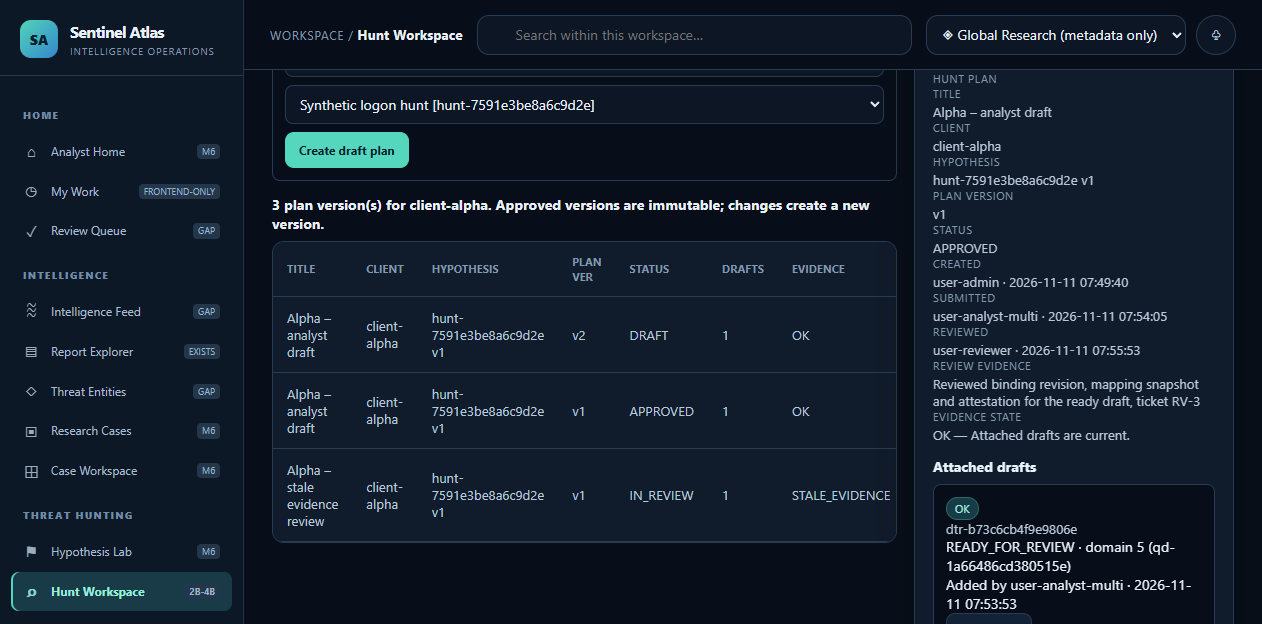 SA
Sentinel Atlas
INTELLIGENCE OPERATIONS
WORKSPACE / Hunt Workspace
Search within this workspace...
◈ Global Research (metadata only)
HOME
Analyst Home M6
My Work FRONTEND-ONLY
Review Queue GAP
INTELLIGENCE
Intelligence Feed GAP
Report Explorer EXISTS
Threat Entities GAP
Research Cases M6
Case Workspace M6
THREAT HUNTING
Hypothesis Lab M6
Hunt Workspace 2B-4B
Synthetic logon hunt [hunt-7591e3be8a6c9d2e]
Create draft plan
3 plan version(s) for client-alpha. Approved versions are immutable; changes create a new
version.
TITLE CLIENT HYPOTHESIS PLAN VER STATUS DRAFTS EVIDENCE
Alpha –
analyst
draft
client-
alpha
hunt-
7591e3be8a6c9d2e
v1
v2
DRAFT
1
OK
Alpha –
analyst
draft
client-
alpha
hunt-
7591e3be8a6c9d2e
v1
v1
APPROVED
1
OK
Alpha –
stale
evidence
review
client-
alpha
hunt-
7591e3be8a6c9d2e
v1
v1
IN_REVIEW
1
STALE_EVIDENCE
HUNT PLAN
TITLE
Alpha – analyst draft
CLIENT
client-alpha
HYPOTHESIS
hunt-7591e3be8a6c9d2e v1
PLAN VERSION
v1
STATUS
APPROVED
CREATED
user-admin · 2026-11-11 07:49:40
SUBMITTED
user-analyst-multi · 2026-11-11 07:54:05
REVIEWED
user-reviewer · 2026-11-11 07:55:53
REVIEW EVIDENCE
Reviewed binding revision, mapping snapshot
and attestation for the ready draft, ticket RV-3
EVIDENCE STATE
OK — Attached drafts are current.
Attached drafts
OK
dtr-b73c6cb4f9e9806e
READY_FOR_REVIEW · domain 5 (qd-
1a66486cd380515e)
Added by user-analyst-multi · 2026-11-
11 07:53:53